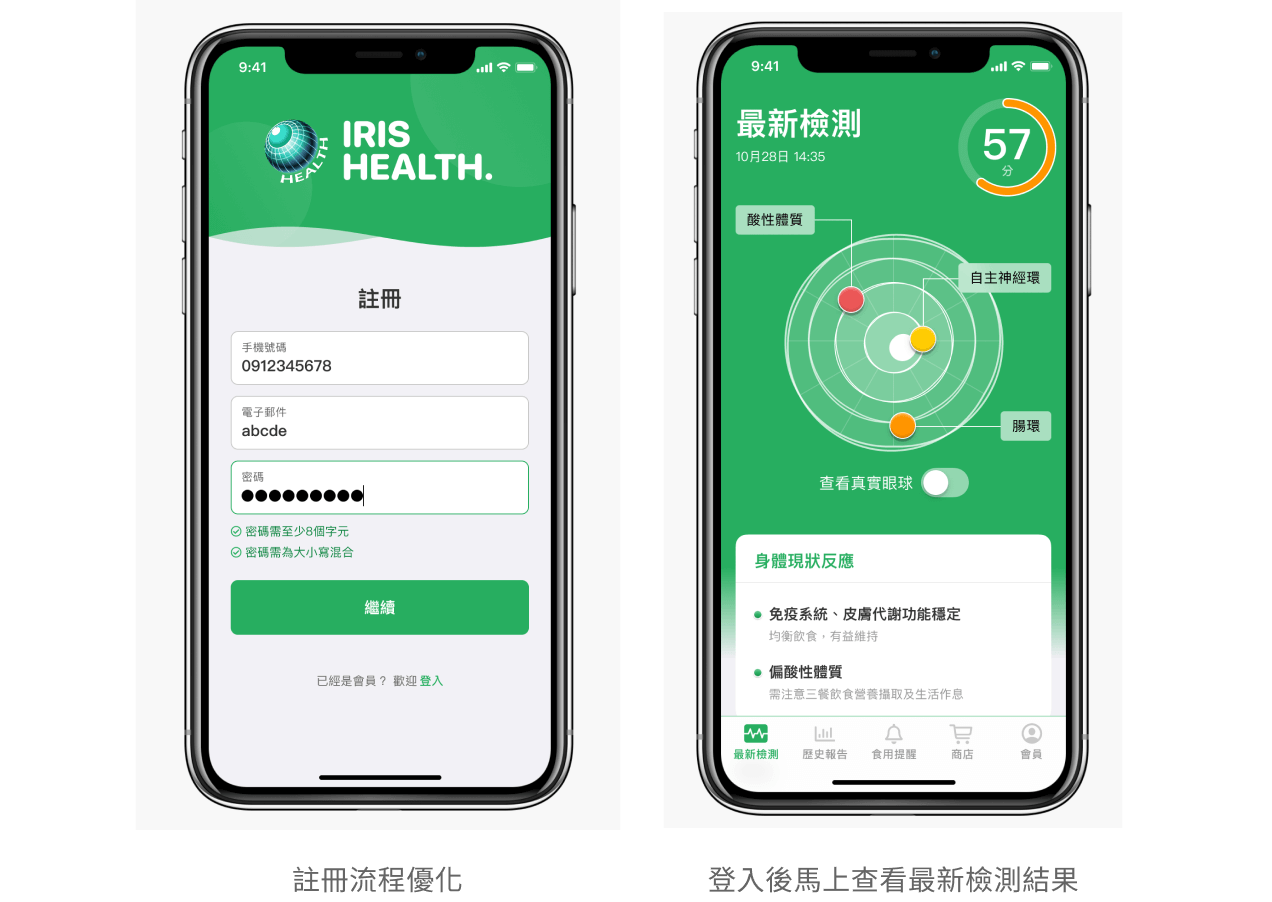 9:41
HEALTH
IRIS
HEALTH.
註冊
手機號碼
0912345678
電子郵件
abcde
密碼
●●●●●●●●●
密碼需至少8個字元
密碼需為大小寫混合
繼續
已經是會員？ 歡迎 登入
註冊流程優化
9:41
最新檢測
10月28日 14:35
57
分
酸性體質
自主神經環
腸環
查看真實眼球
身體現狀反應
免疫系統、皮膚代謝功能穩定
均衡飲食，有益維持
偏酸性體質
需注意三餐飲食營養攝取及生活作息
最新檢測 歷史報告 食用提醒 商店 會員
登入後馬上查看最新檢測結果